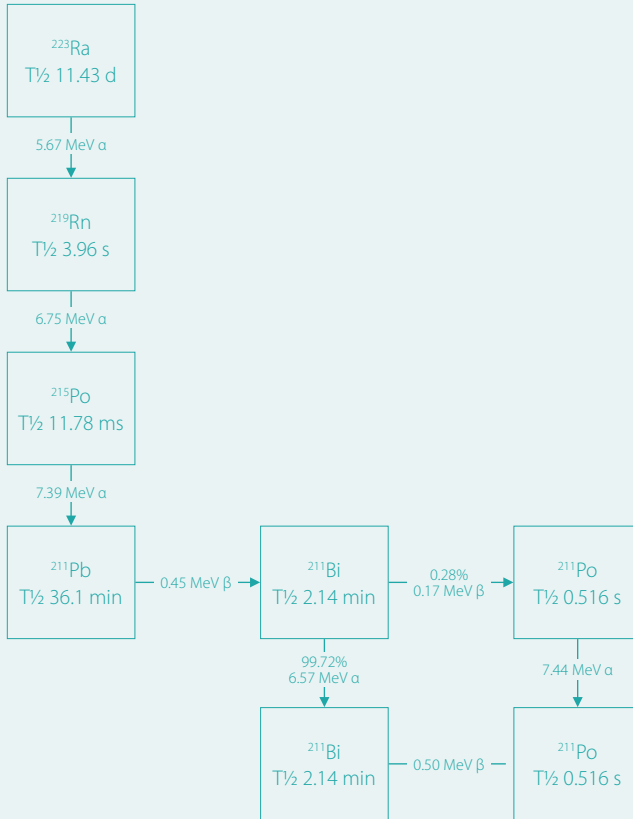 ²²³Ra
T½ 11.43 d
5.67 MeV α
²¹⁹Rn
T½ 3.96 s
6.75 MeV α
²¹⁵Po
T½ 11.78 ms
7.39 MeV α
²¹¹Pb
T½ 36.1 min
0.45 MeV β
²¹¹Bi
T½ 2.14 min
0.28%
0.17 MeV β
²¹¹Po
T½ 0.516 s
99.72%
6.57 MeV α
7.44 MeV α
²¹¹Bi
T½ 2.14 min
0.50 MeV β
²¹¹Po
T½ 0.516 s